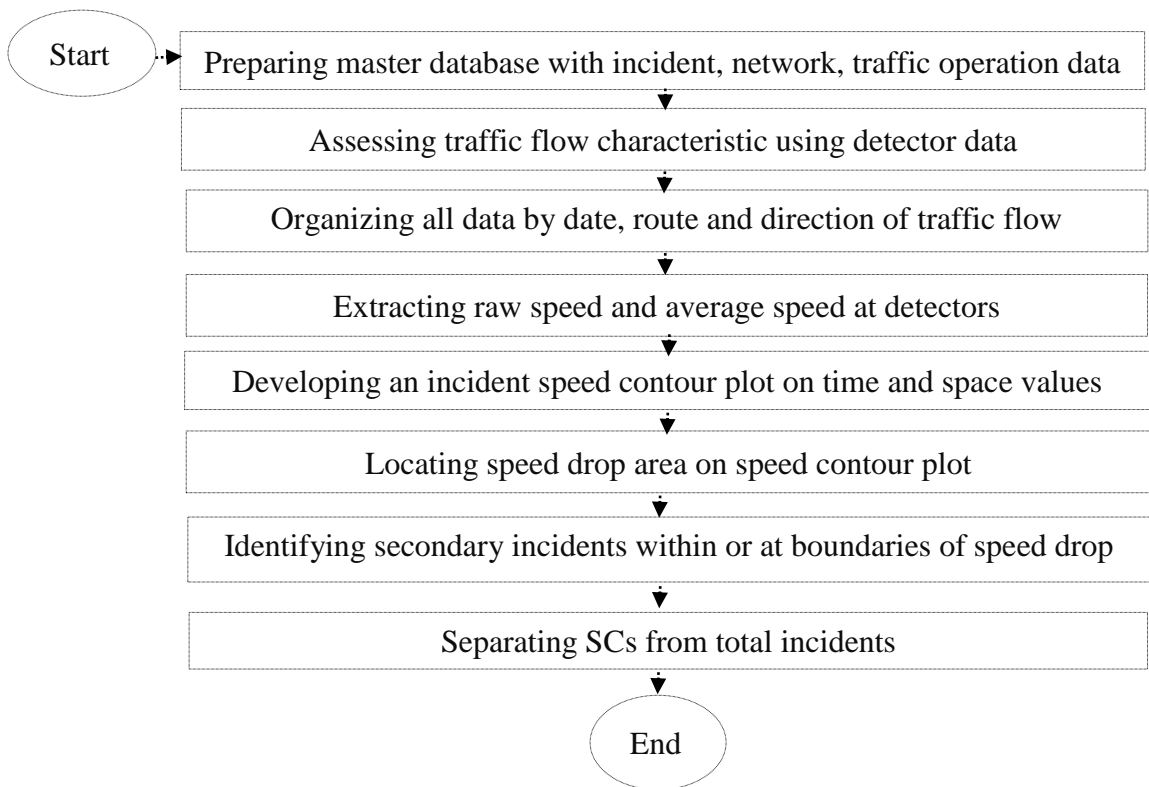 Start
Preparing master database with incident, network, traffic operation data
Assessing traffic flow characteristic using detector data
Organizing all data by date, route and direction of traffic flow
Extracting raw speed and average speed at detectors
Developing an incident speed contour plot on time and space values
Locating speed drop area on speed contour plot
Identifying secondary incidents within or at boundaries of speed drop
Separating SCs from total incidents
End